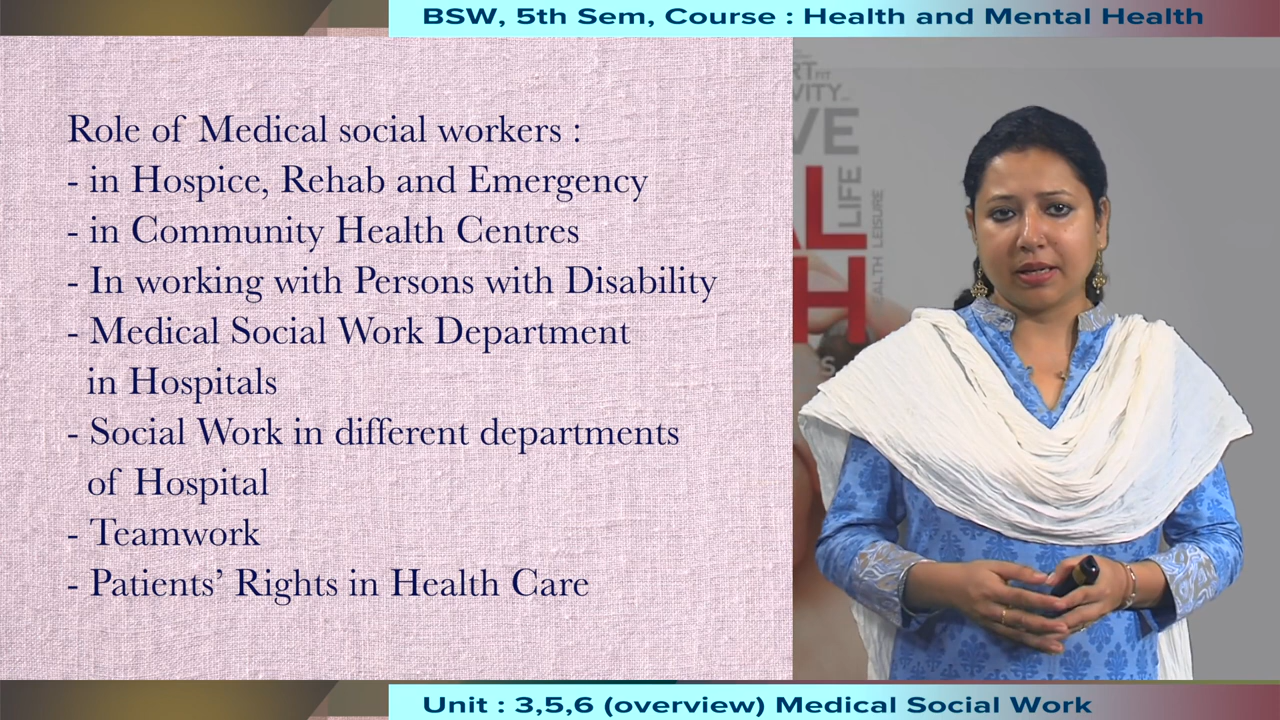 BSW, 5th Sem, Course : Health and Mental Health
Role of Medical social workers :
- in Hospice, Rehab and Emergency
- in Community Health Centres
- In working with Persons with Disability
- Medical Social Work Department
in Hospitals
- Social Work in different departments
of Hospital
- Teamwork
- Patients’ Rights in Health Care
LIFE
Unit : 3,5,6 (overview) Medical Social Work